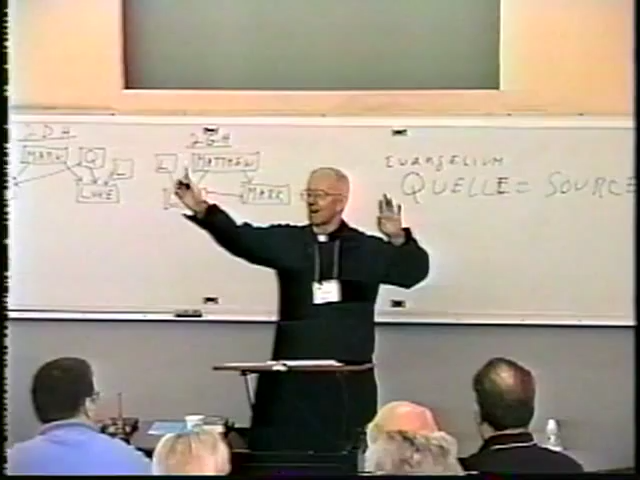 2DH
MARK
Q
L
LUKE
2GH
L
MATTHEW
MARK
EVANGELIUM
QUELLE = SOURCE